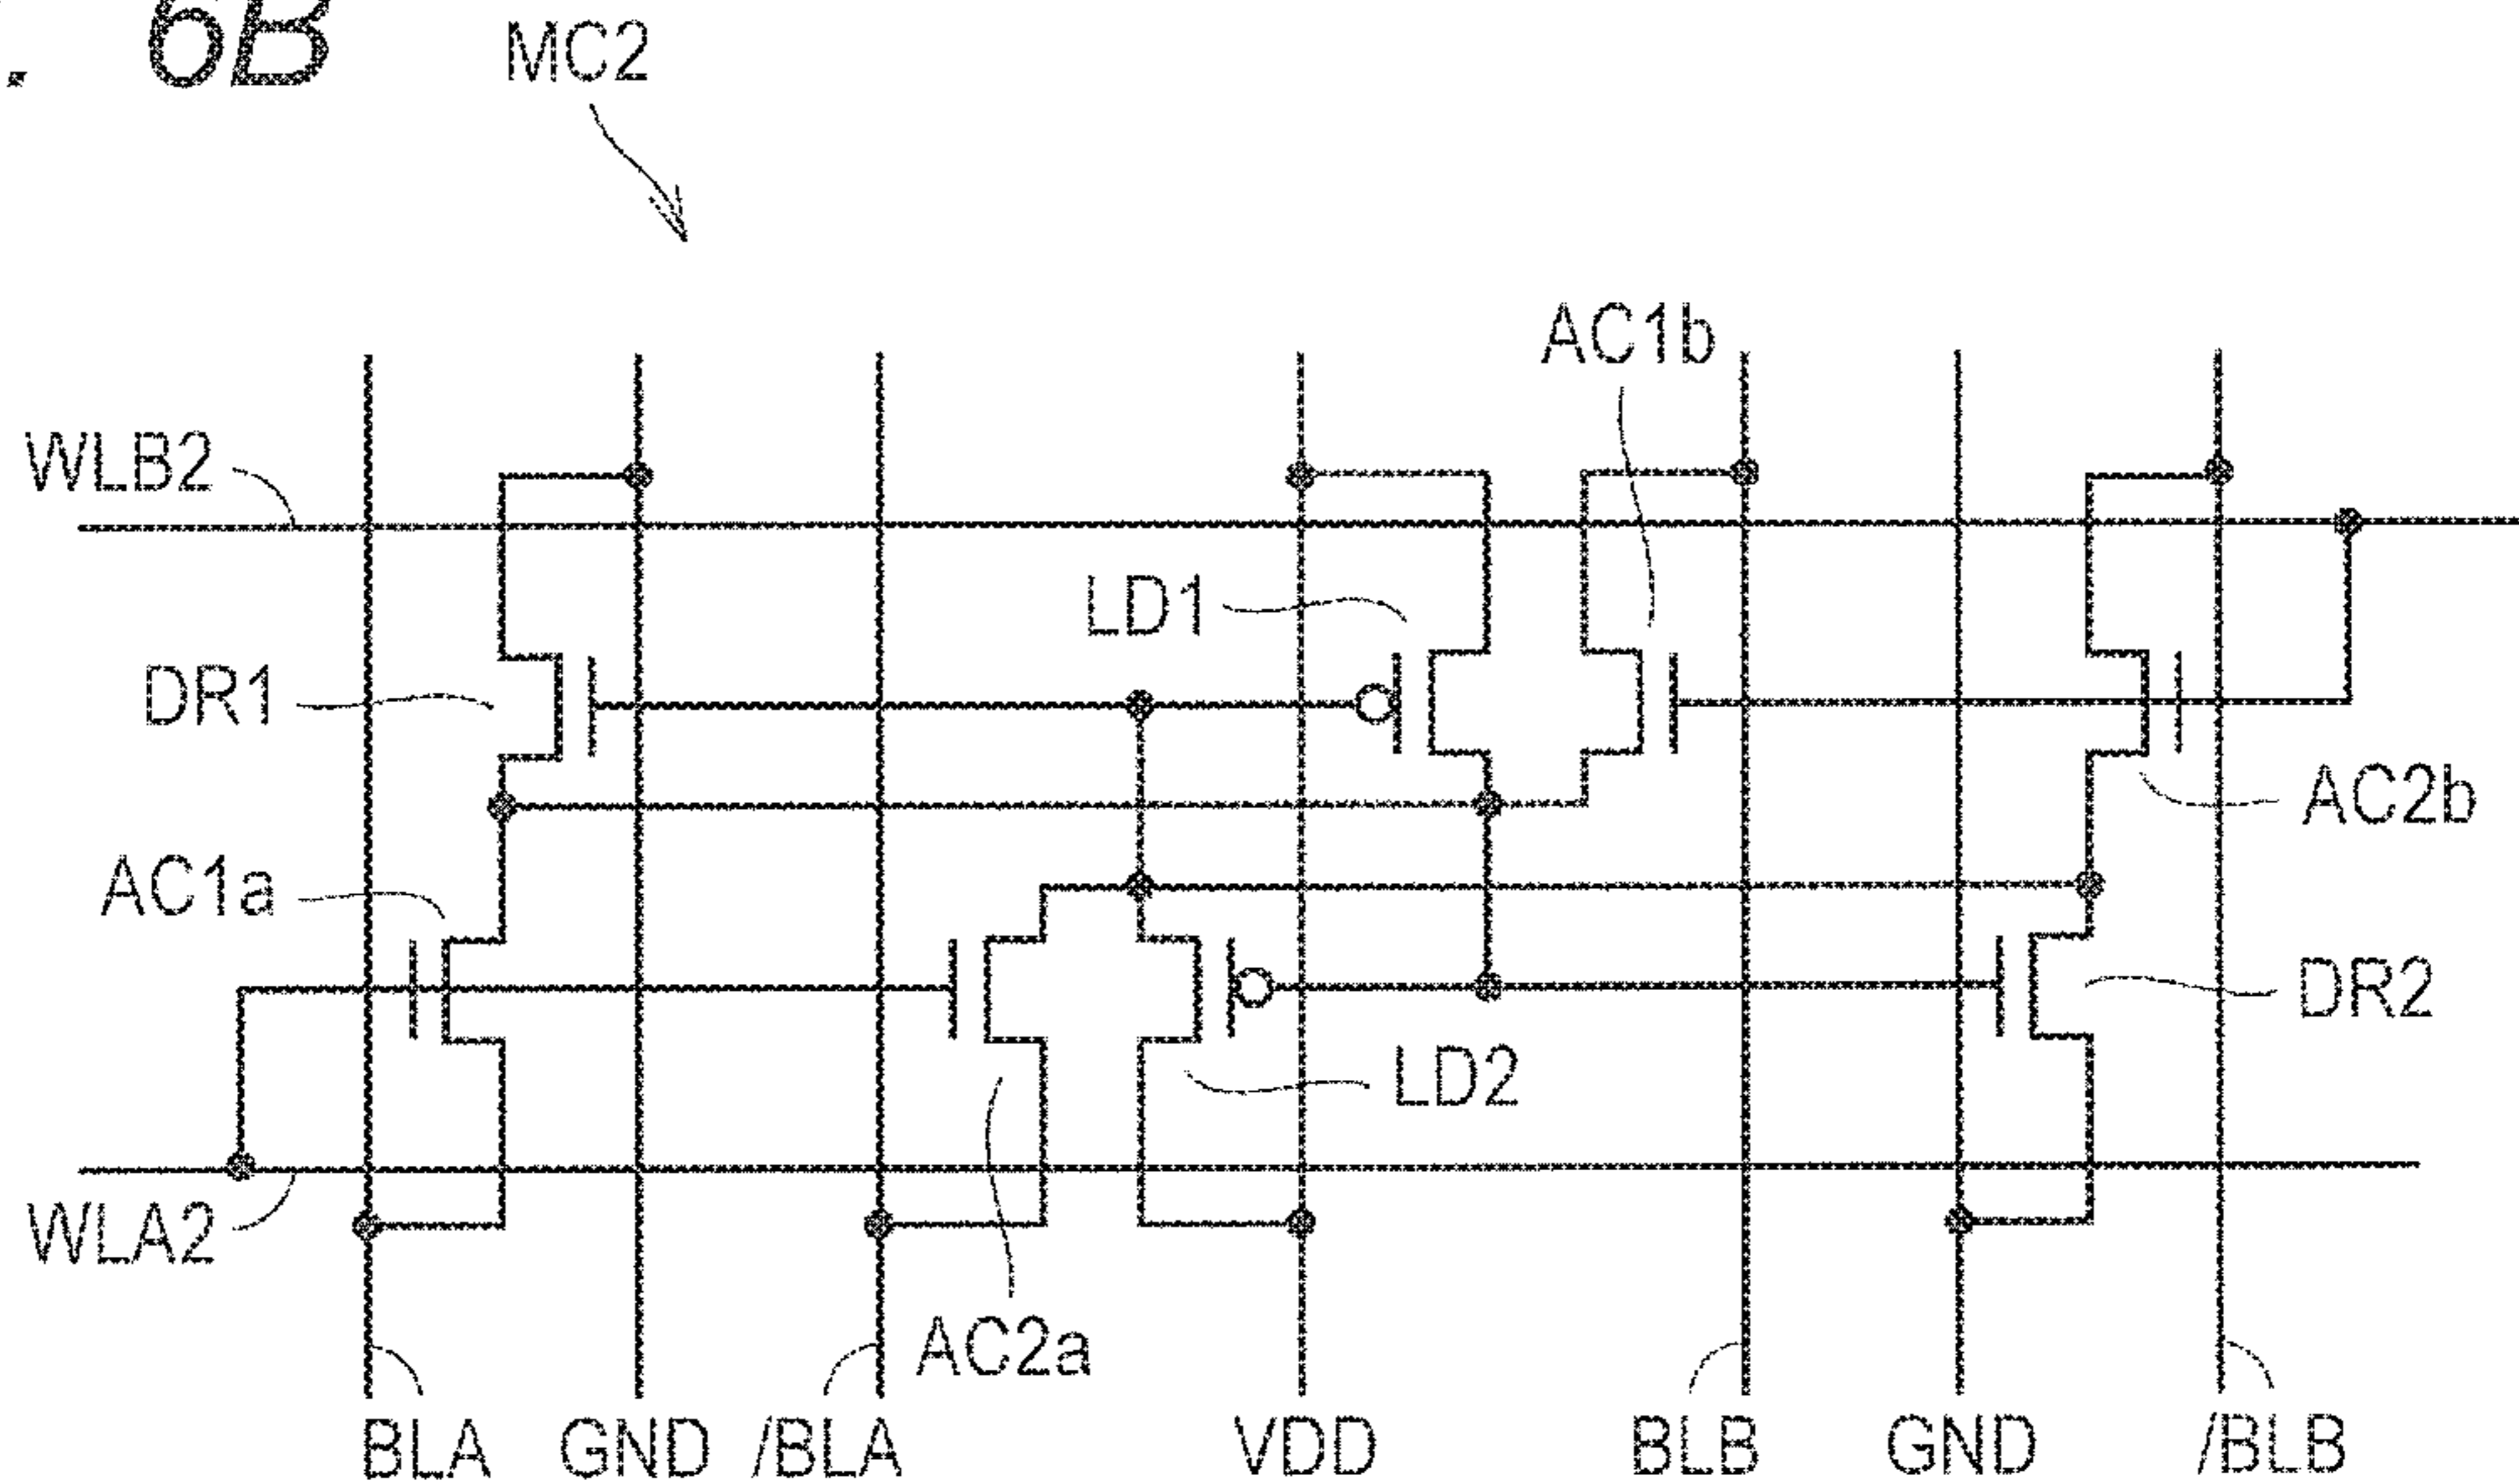 . 6B
MC2
AC1b
WLB2
LD1
DR1
AC2b
AC1a
DR2
LD2
WLA2
AC2a
BLA GND /BLA VDD BLB GND /BLB